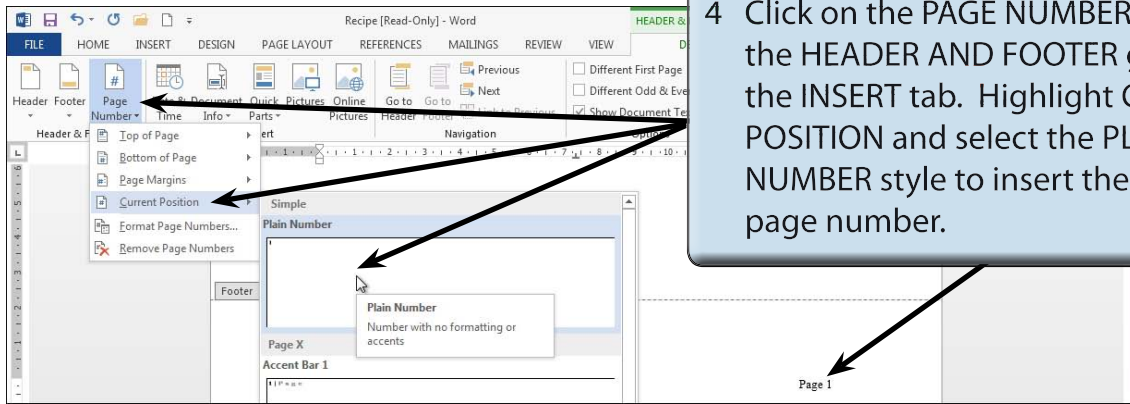 Recipe [Read-Only] - Word
HEADER &
FILE HOME INSERT DESIGN PAGE LAYOUT REFERENCES MAILINGS REVIEW VIEW
Header Footer Page Number
Time
Document Info
Quick Parts
Pictures
Online Pictures
Go to Header
Go to
Previous
Next
Different First Page
Different Odd & Eve
Show Document Te
Header & F
Navigation
Top of Page
Bottom of Page
Page Margins
Current Position
Format Page Numbers...
Remove Page Numbers
Simple
Plain Number
1
Footer
Plain Number
Number with no formatting or
accents
Page X
Accent Bar 1
1 | P a g e
Page 1
4 Click on the PAGE NUMBER
the HEADER AND FOOTER
the INSERT tab. Highlight
POSITION and select the
NUMBER style to insert the
page number.